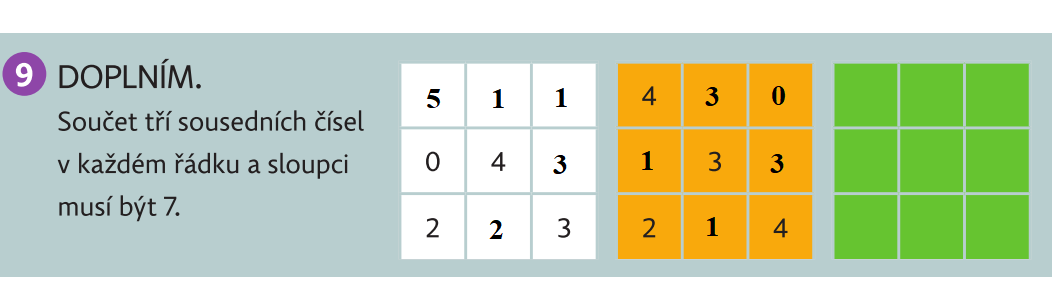 9 DOPLNÍM.
Součet tří sousedních čísel
v každém řádku a sloupci
musí být 7.
5 1 1
0 4 3
2 2 3
4 3 0
1 3 3
2 1 4